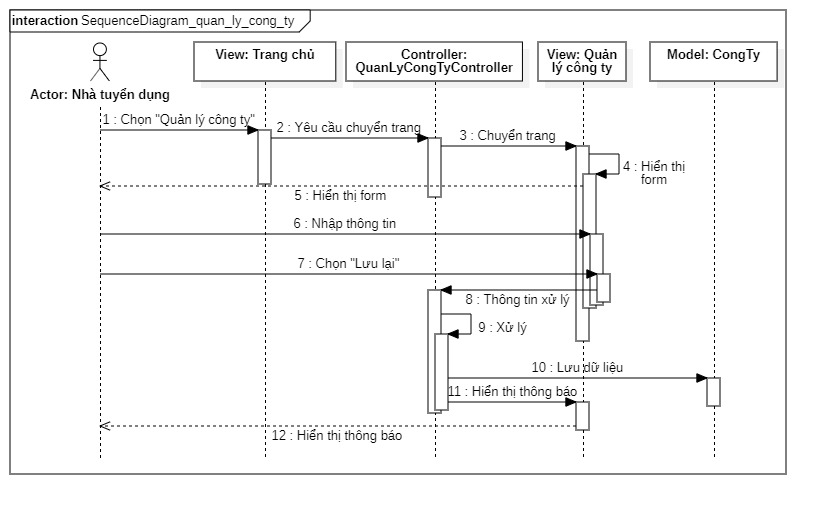 interaction SequenceDiagram_quan_ly_cong_ty
Actor: Nhà tuyển dụng
View: Trang chủ
Controller:
QuanLyCongTyController
View: Quản
lý công ty
Model: CongTy
1 : Chọn "Quản lý công ty"
2 : Yêu cầu chuyển trang
3 : Chuyển trang
4 : Hiển thị
form
5 : Hiển thị form
6 : Nhập thông tin
7 : Chọn "Lưu lại"
8 : Thông tin xử lý
9 : Xử lý
10 : Lưu dữ liệu
11 : Hiển thị thông báo
12 : Hiển thị thông báo